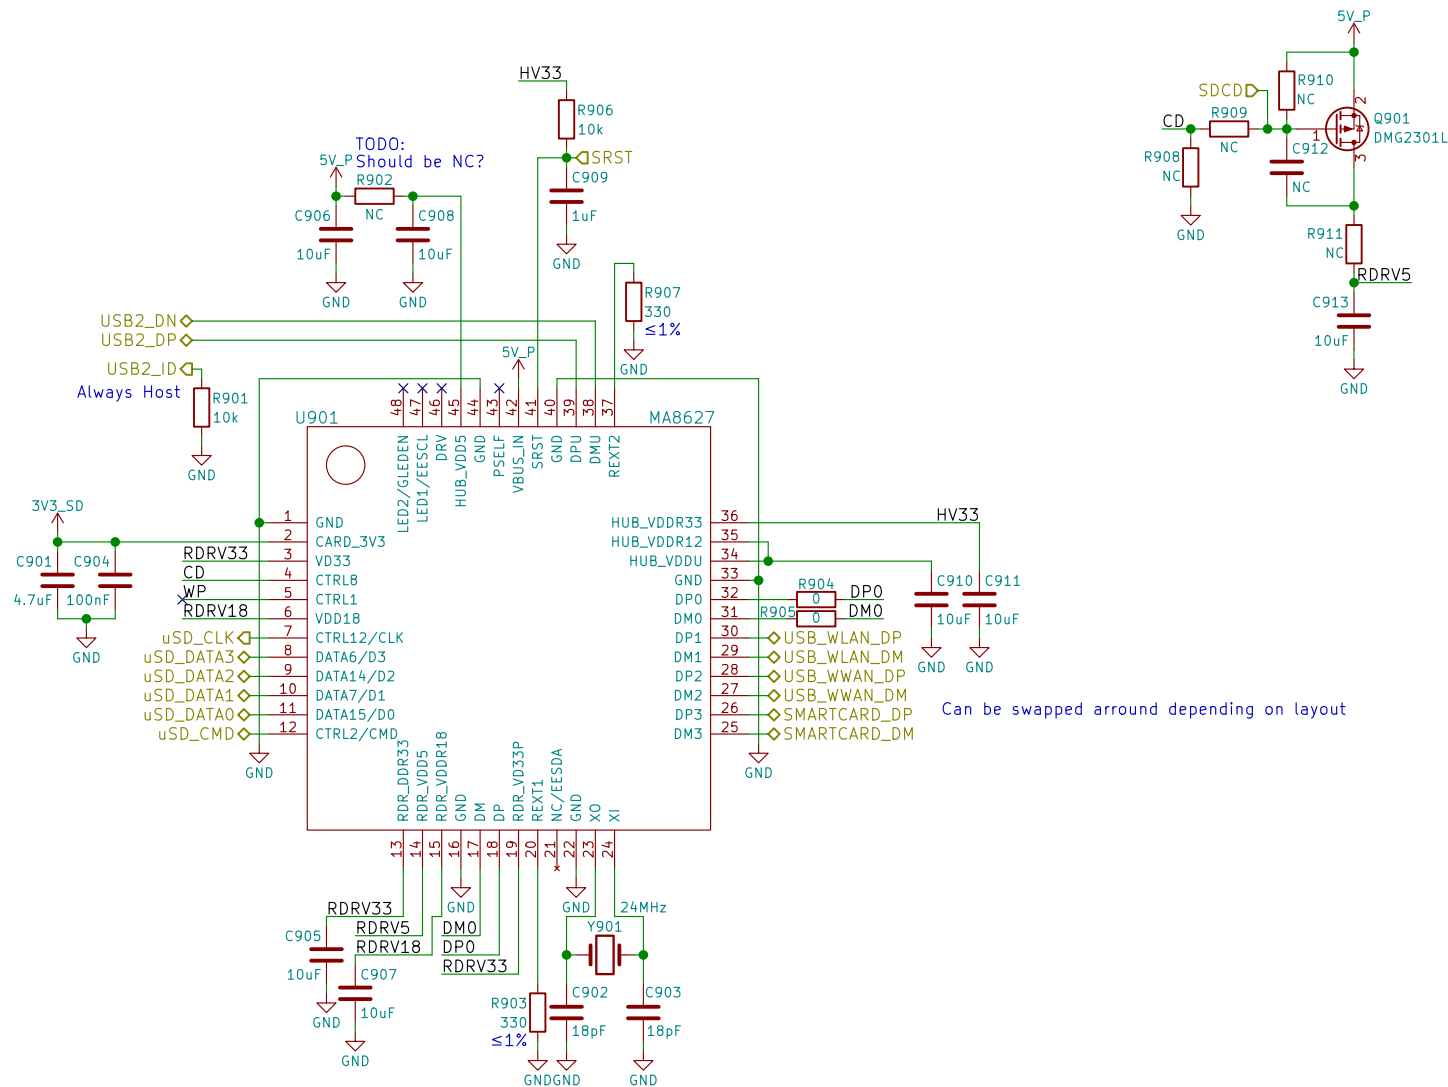 5V_P
R910
NC
SDCD
R909
NC
CD
R908
NC
GND
2
1
3
Q901
DMG2301L
C912
NC
R911
NC
RDRV5
C913
10uF
GND
HV33
R906
10k
SRST
C909
1uF
GND
TODO:
Should be NC?
5V_P
R902
NC
C906
10uF
GND
C908
10uF
GND
R907
330
≤1%
GND
USB2_DN
USB2_DP
USB2_ID
Always Host
R901
10k
GND
5V_P
U901
MA8627
48
47
46
45
44
43
42
41
40
39
38
37
LED2/GLEDEN
LED1/EESCL
DRV
HUB_VDD5
GND
PSELF
VBUS_IN
SRST
GND
DPU
DMU
REXT2
3V3_SD
C901
4.7uF
C904
100nF
GND
RDRV33
CD
WP
RDRV18
uSD_CLK
uSD_DATA3
uSD_DATA2
uSD_DATA1
uSD_DATA0
uSD_CMD
GND
1 GND
2 CARD_3V3
3 VD33
4 CTRL8
5 CTRL1
6 VDD18
7 CTRL12/CLK
8 DATA6/D3
9 DATA14/D2
10 DATA7/D1
11 DATA15/D0
12 CTRL2/CMD
HUB_VDDR33 36
HUB_VDDR12 35
HUB_VDDU 34
GND 33
DP0 32
DM0 31
DP1 30
DM1 29
DP2 28
DM2 27
DP3 26
DM3 25
HV33
R904
0
DP0
R905
0
DM0
USB_WLAN_DP
USB_WLAN_DM
USB_WWAN_DP
USB_WWAN_DM
SMARTCARD_DP
SMARTCARD_DM
GND
C910
10uF
GND
C911
10uF
GND
Can be swapped arround depending on layout
RDR_DDR33
RDR_VDD5
RDR_VDDR18
GND
DM
DP
RDR_VD33P
REXT1
NC/EESDA
GND
XO
XI
13
14
15
16
17
18
19
20
21
22
23
24
GND
GND
RDRV33
RDRV5
RDRV18
DM0
DP0
RDRV33
C905
10uF
GND
C907
10uF
GND
24MHz
Y901
R903
330
≤1%
GND
C902
18pF
GND
C903
18pF
GND